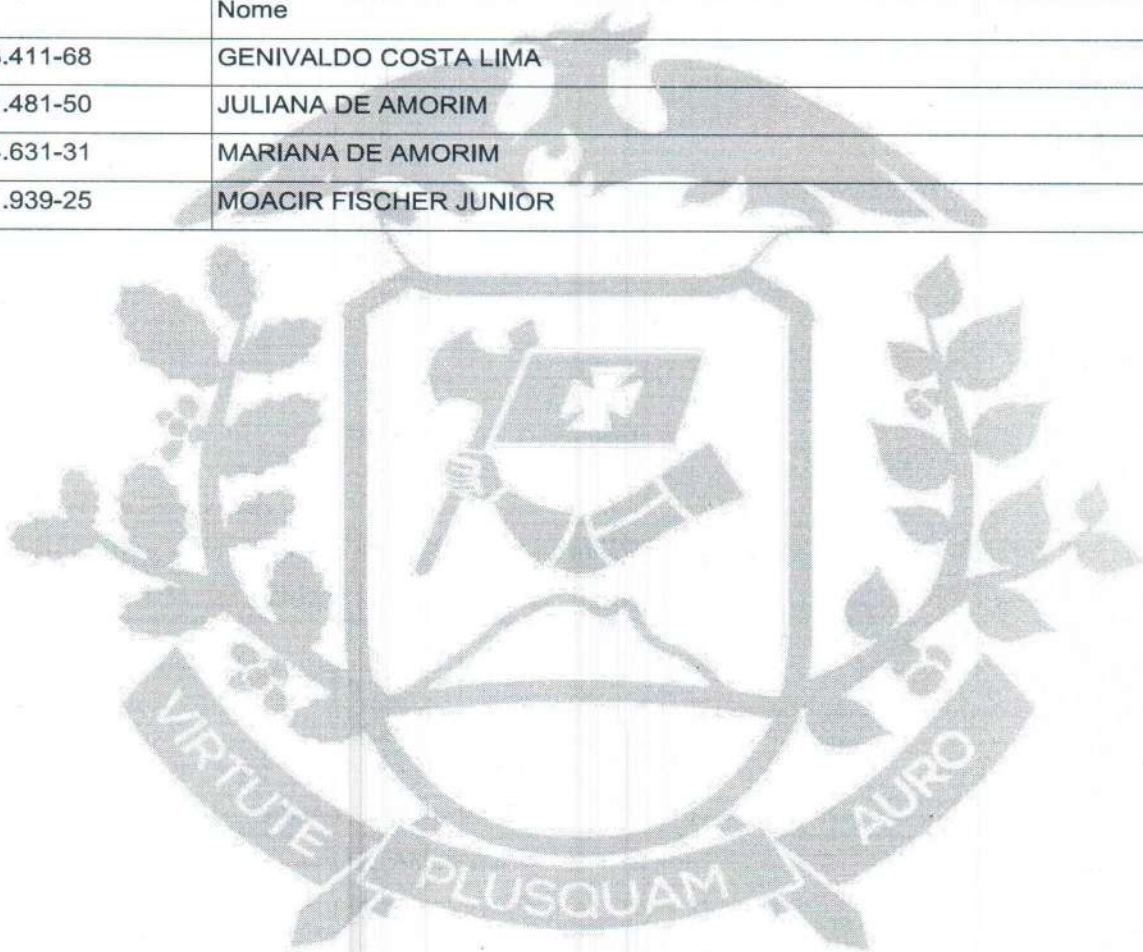 Nome
.411-68 GENIVALDO COSTA LIMA
.481-50 JULIANA DE AMORIM
.631-31 MARIANA DE AMORIM
.939-25 MOACIR FISCHER JUNIOR
VIRTUTE PLUSQUAM AURO